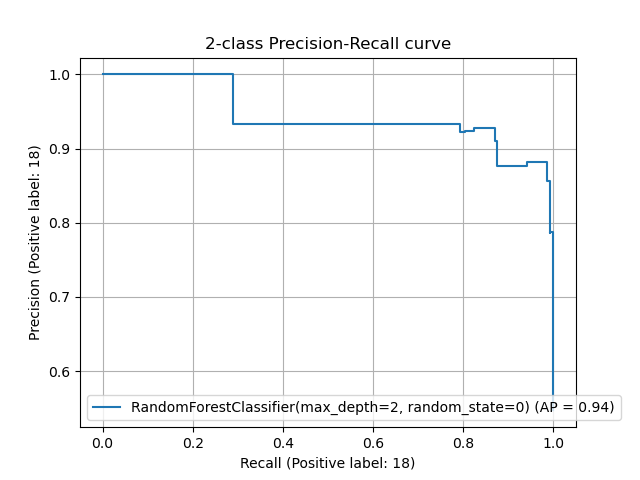 2-class Precision-Recall curve
Precision (Positive label: 18)
1.0
0.9
0.8
0.7
0.6
RandomForestClassifier(max_depth=2, random_state=0) (AP = 0.94)
0.0 0.2 0.4 0.6 0.8 1.0
Recall (Positive label: 18)